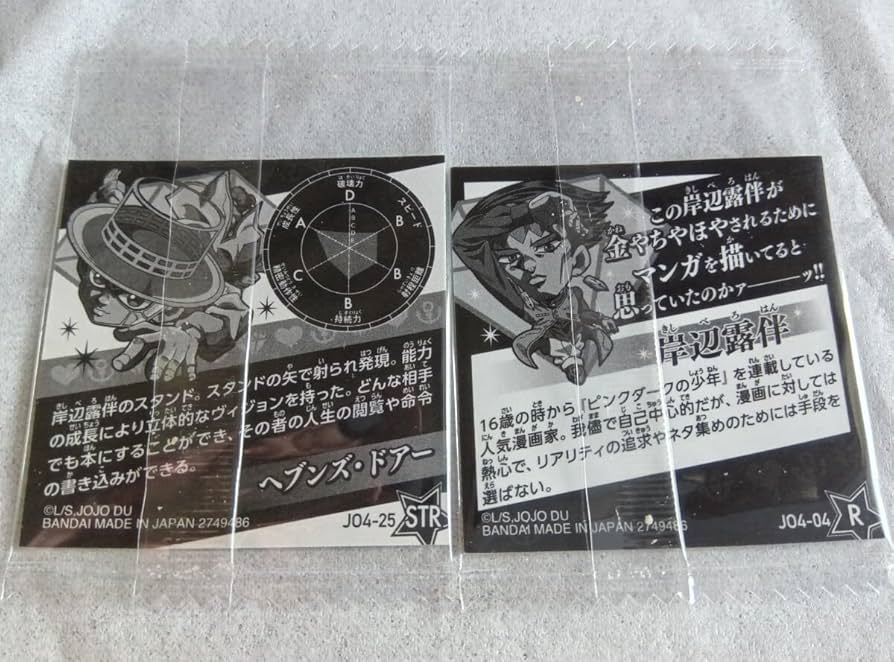 破壊力
D
スピード
B
射程距離
B
持続力
B
精密動作性
C
成長性
A
A
B
C
D
E
岸辺露伴のスタンド。スタンドの矢で射られ発現。能力
の成長により立体的なヴィジョンを持った。どんな相手
でも本にすることができ、その者の人生の閲覧や命令
の書き込みができる。
ヘブンズ・ドアー
©L/S,JOJO DU
BANDAI MADE IN JAPAN 2749486
J04-25
STR
この岸辺露伴が
金やちやほやされるために
マンガを描いてると
思っていたのかァーーーッ!!
岸辺露伴
16歳の時から「ピンクダークの少年」を連載している
人気漫画家。我儘で自己中心的だが、漫画に対しては
熱心で、リアリティの追求やネタ集めのためには手段を
選ばない。
©L/S,JOJO DU
BANDAI MADE IN JAPAN 2749486
J04-04
R